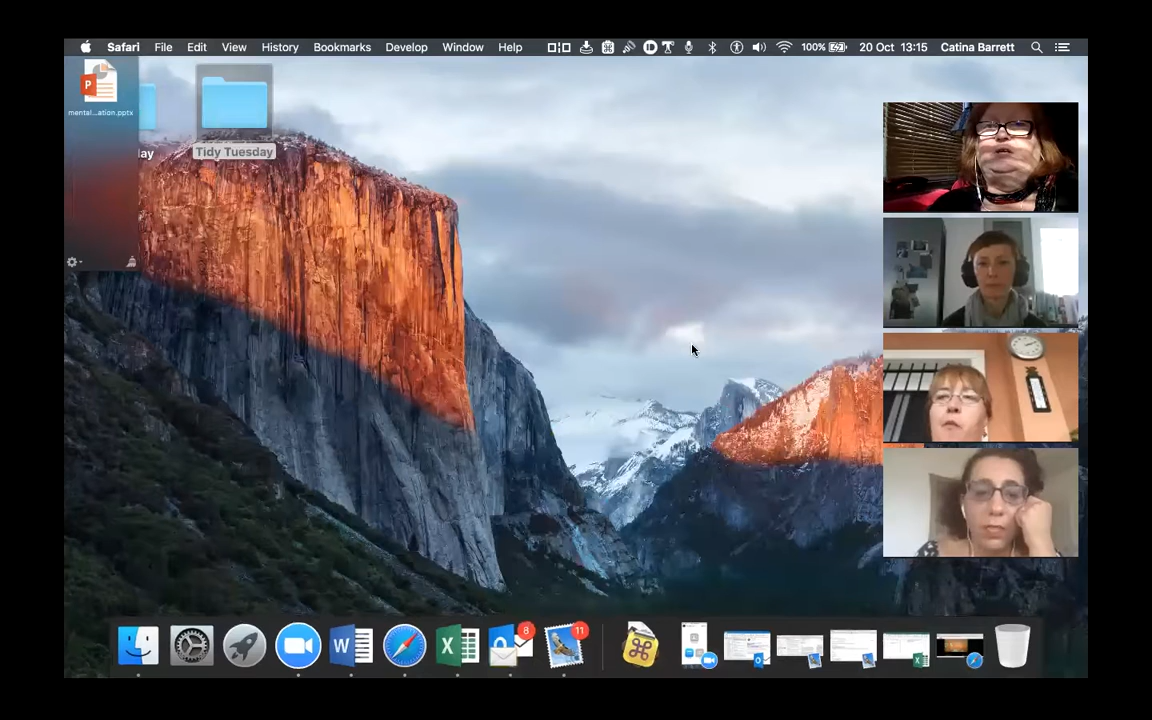 Safari File Edit View History Bookmarks Develop Window Help 100% 20 Oct 13:15 Catina Barrett
P
mental...ation.pptx
lay
Tidy Tuesday
W
X
8
11